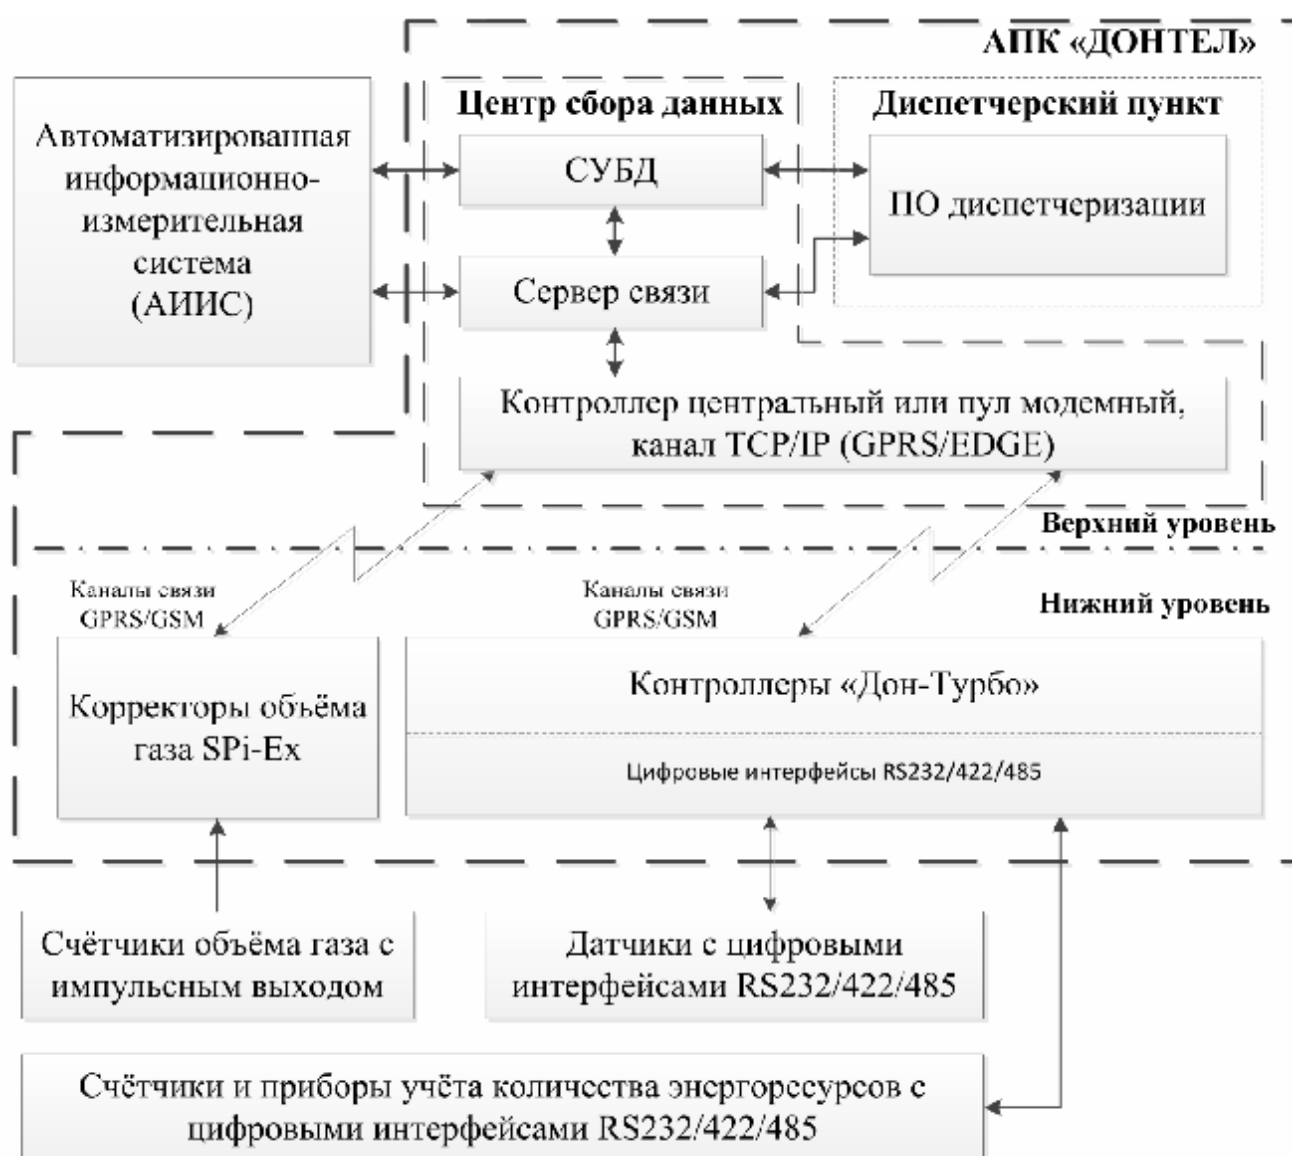 АПК «ДОНТЕЛ»
Центр сбора данных
Диспетчерский пункт
Автоматизированная
информационно-
измерительная
система
(АИИС)
СУБД
ПО диспетчеризации
Сервер связи
Контроллер центральный или пул модемный,
канал TCP/IP (GPRS/EDGE)
Верхний уровень
Каналы связи
GPRS/GSM
Каналы связи
GPRS/GSM
Нижний уровень
Корректоры объёма
газа SPi-Ex
Контроллеры «Дон-Турбо»
Цифровые интерфейсы RS232/422/485
Счётчики объёма газа с
импульсным выходом
Датчики с цифровыми
интерфейсами RS232/422/485
Счётчики и приборы учёта количества энергоресурсов с
цифровыми интерфейсами RS232/422/485